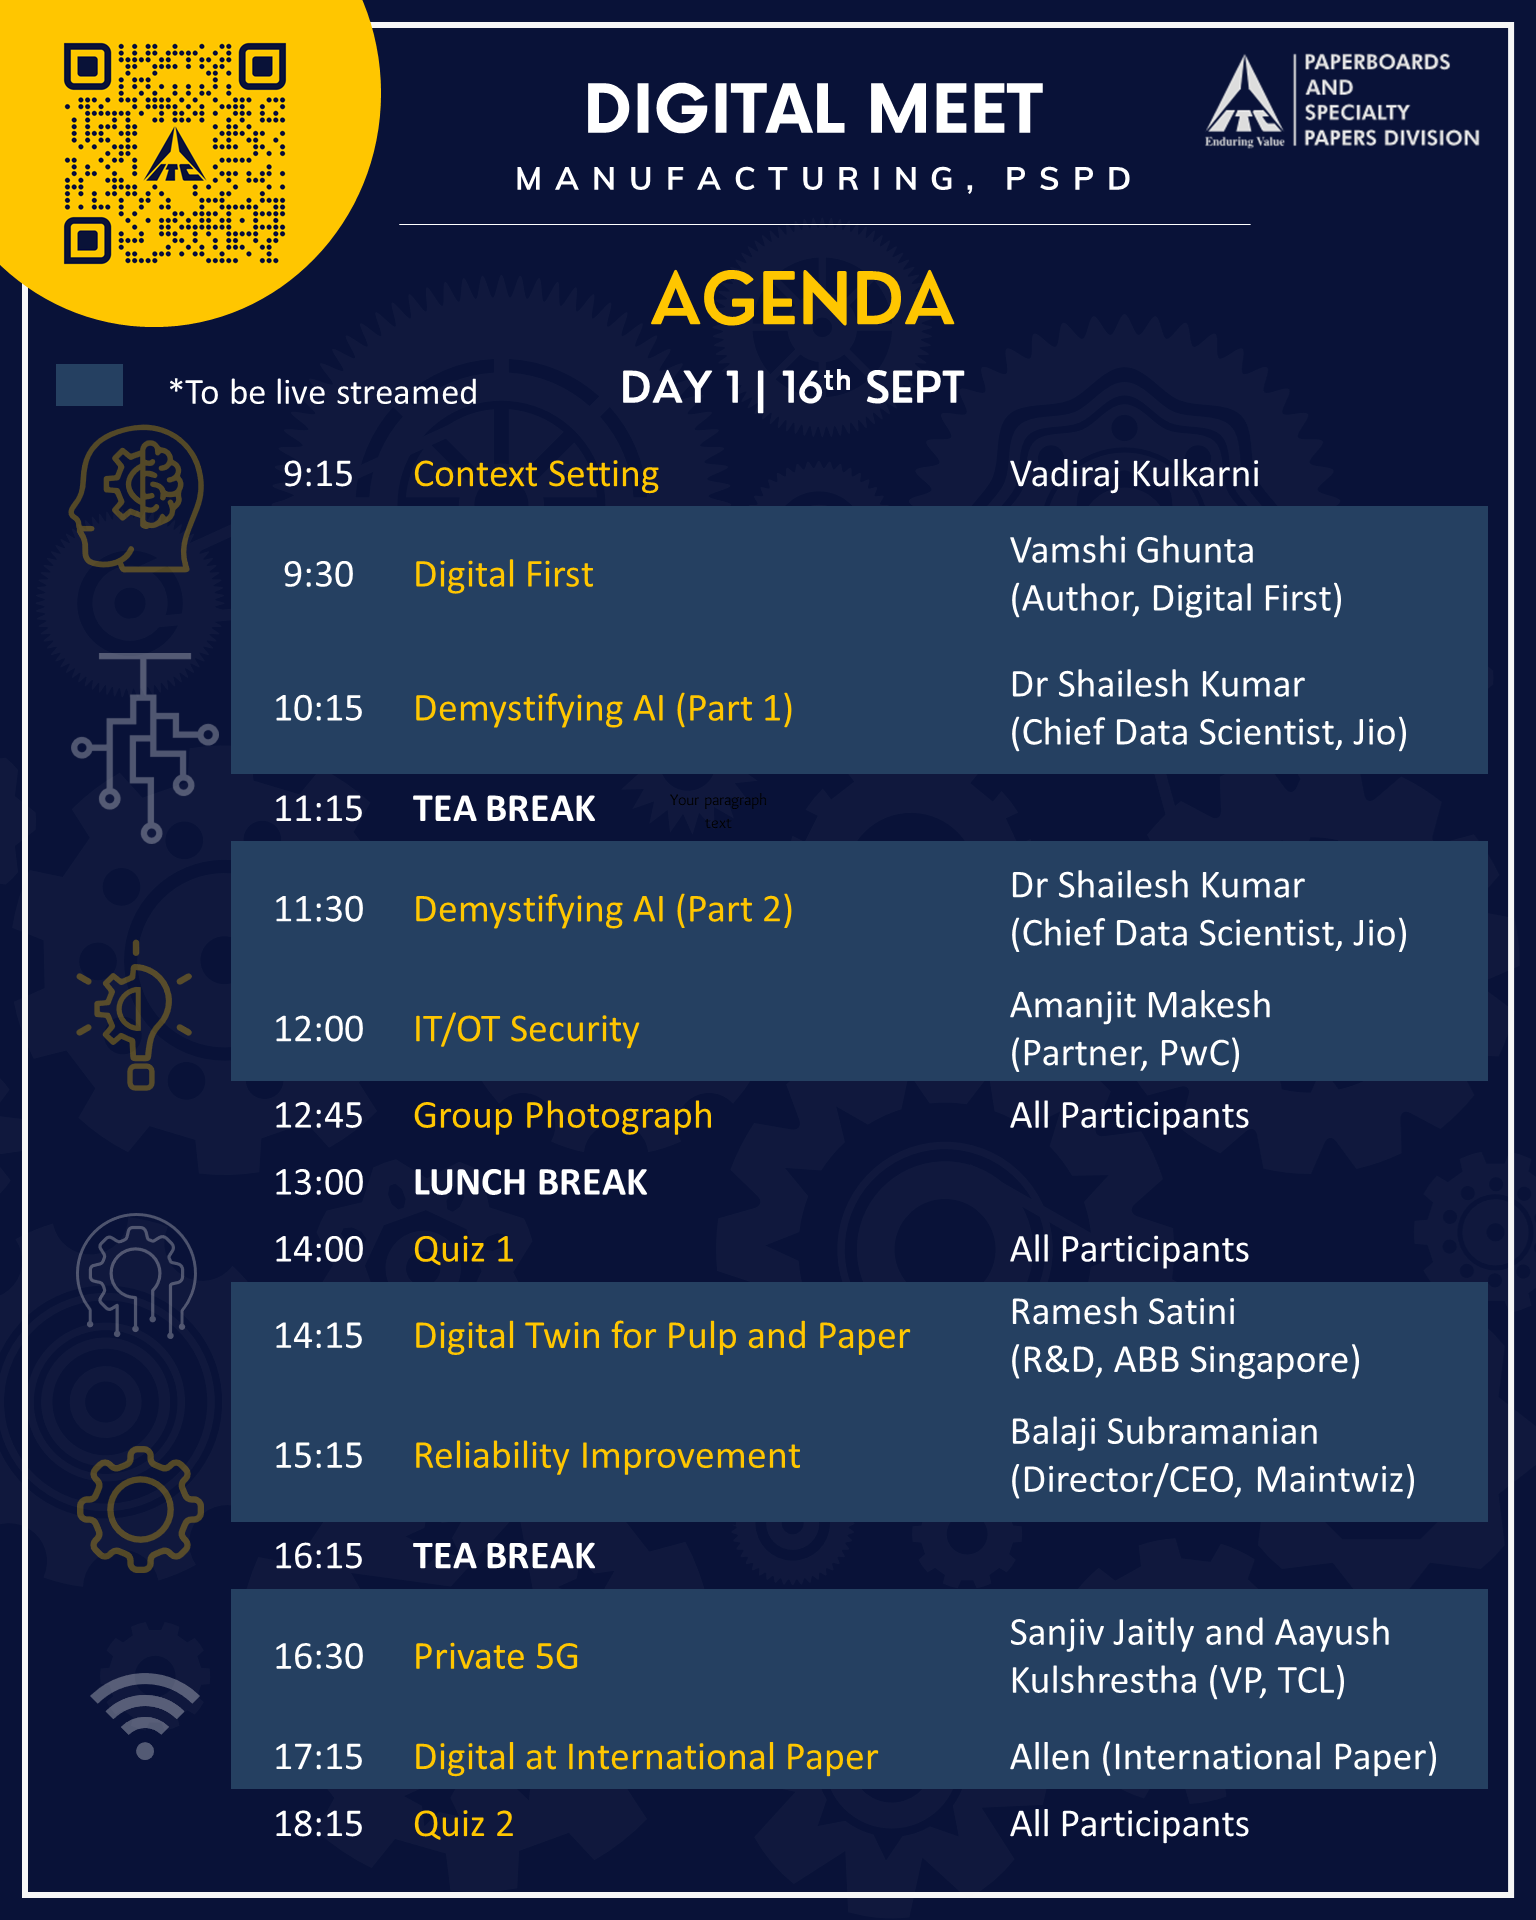 ITC
DIGITAL MEET
MANUFACTURING, PSPD
ITC
Enduring Value
PAPERBOARDS
AND
SPECIALTY
PAPERS DIVISION
AGENDA
*To be live streamed
DAY 1 | 16th SEPT
9:15 Context Setting Vadiraj Kulkarni
9:30 Digital First Vamshi Ghunta
(Author, Digital First)
10:15 Demystifying AI (Part 1) Dr Shailesh Kumar
(Chief Data Scientist, Jio)
11:15 TEA BREAK
Your paragraph
text
11:30 Demystifying AI (Part 2) Dr Shailesh Kumar
(Chief Data Scientist, Jio)
12:00 IT/OT Security Amanjit Makesh
(Partner, PwC)
12:45 Group Photograph All Participants
13:00 LUNCH BREAK
14:00 Quiz 1 All Participants
14:15 Digital Twin for Pulp and Paper Ramesh Satini
(R&D, ABB Singapore)
15:15 Reliability Improvement Balaji Subramanian
(Director/CEO, Maintwiz)
16:15 TEA BREAK
16:30 Private 5G Sanjiv Jaitly and Aayush
Kulshrestha (VP, TCL)
17:15 Digital at International Paper Allen (International Paper)
18:15 Quiz 2 All Participants